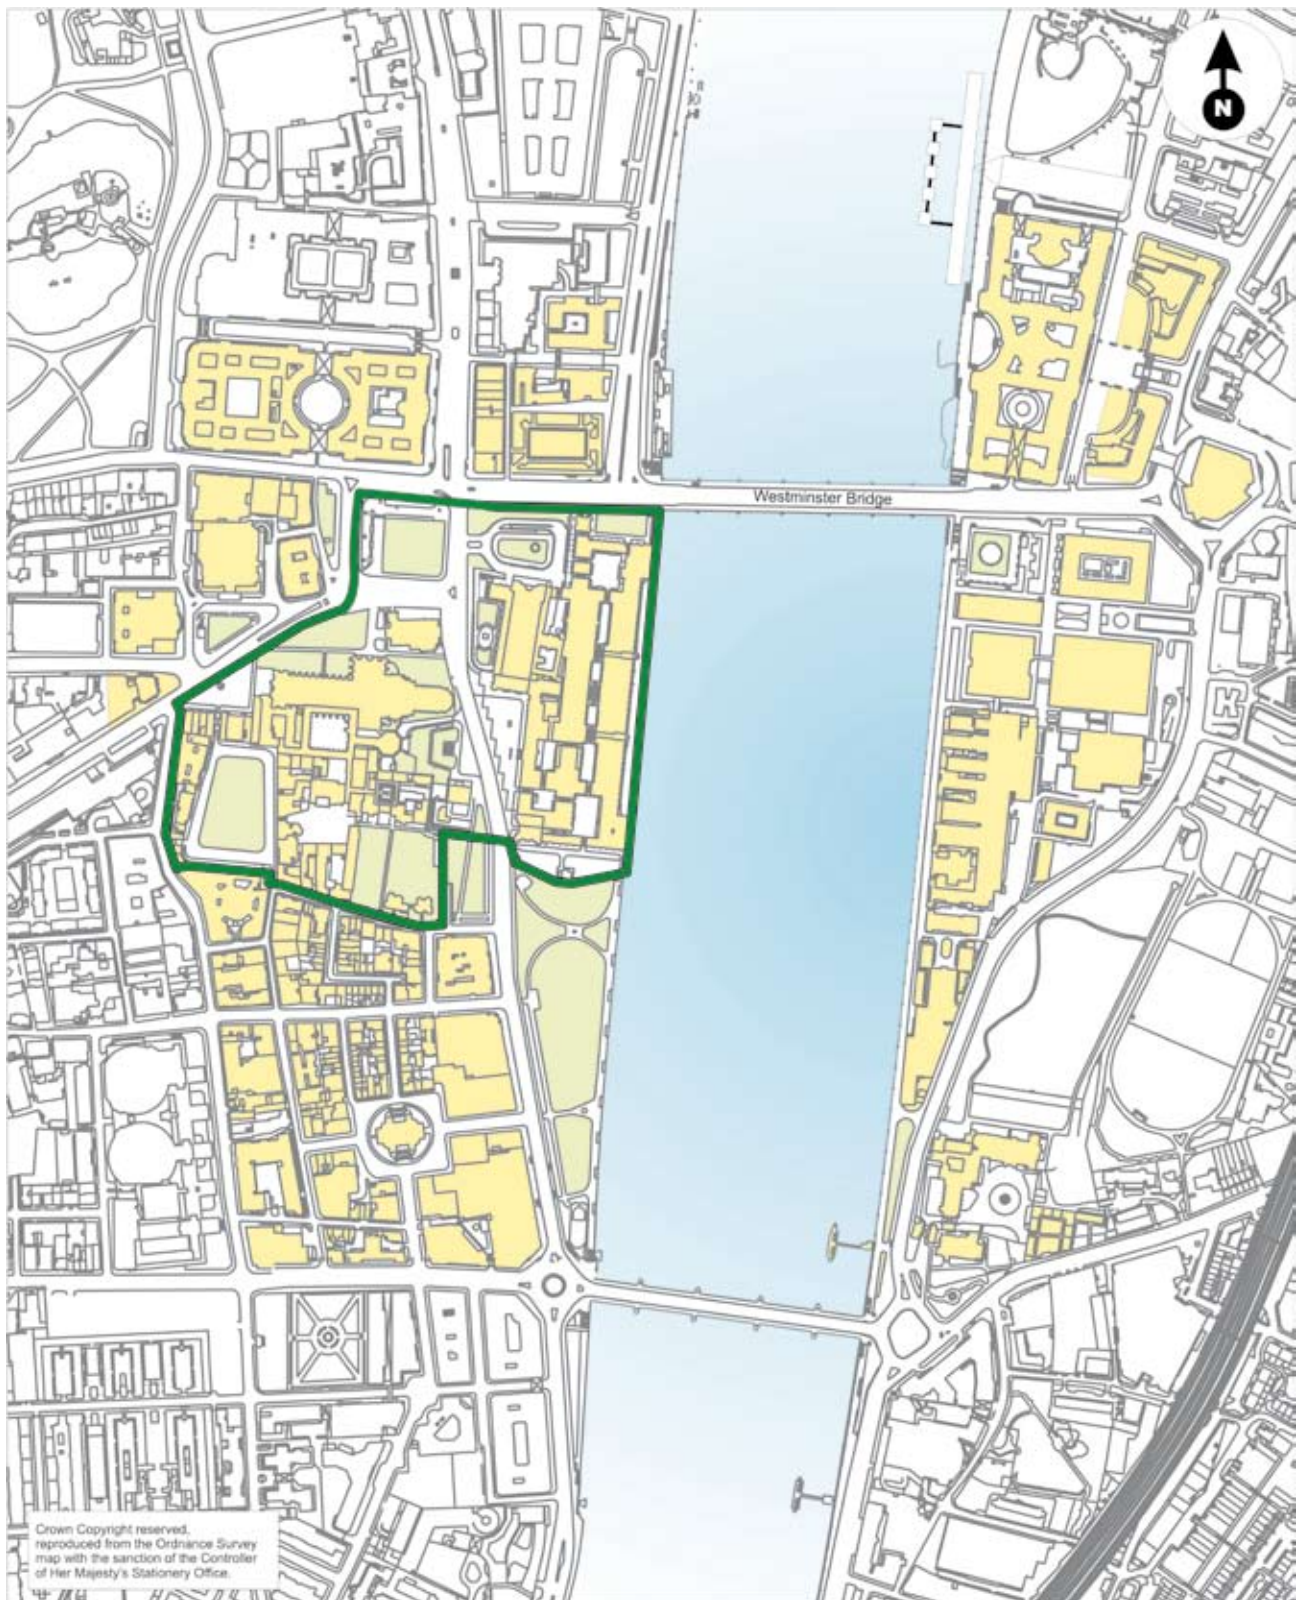 N
Westminster Bridge
Crown Copyright reserved,
reproduced from the Ordnance Survey
map with the sanction of the Controller
of Her Majesty's Stationery Office.